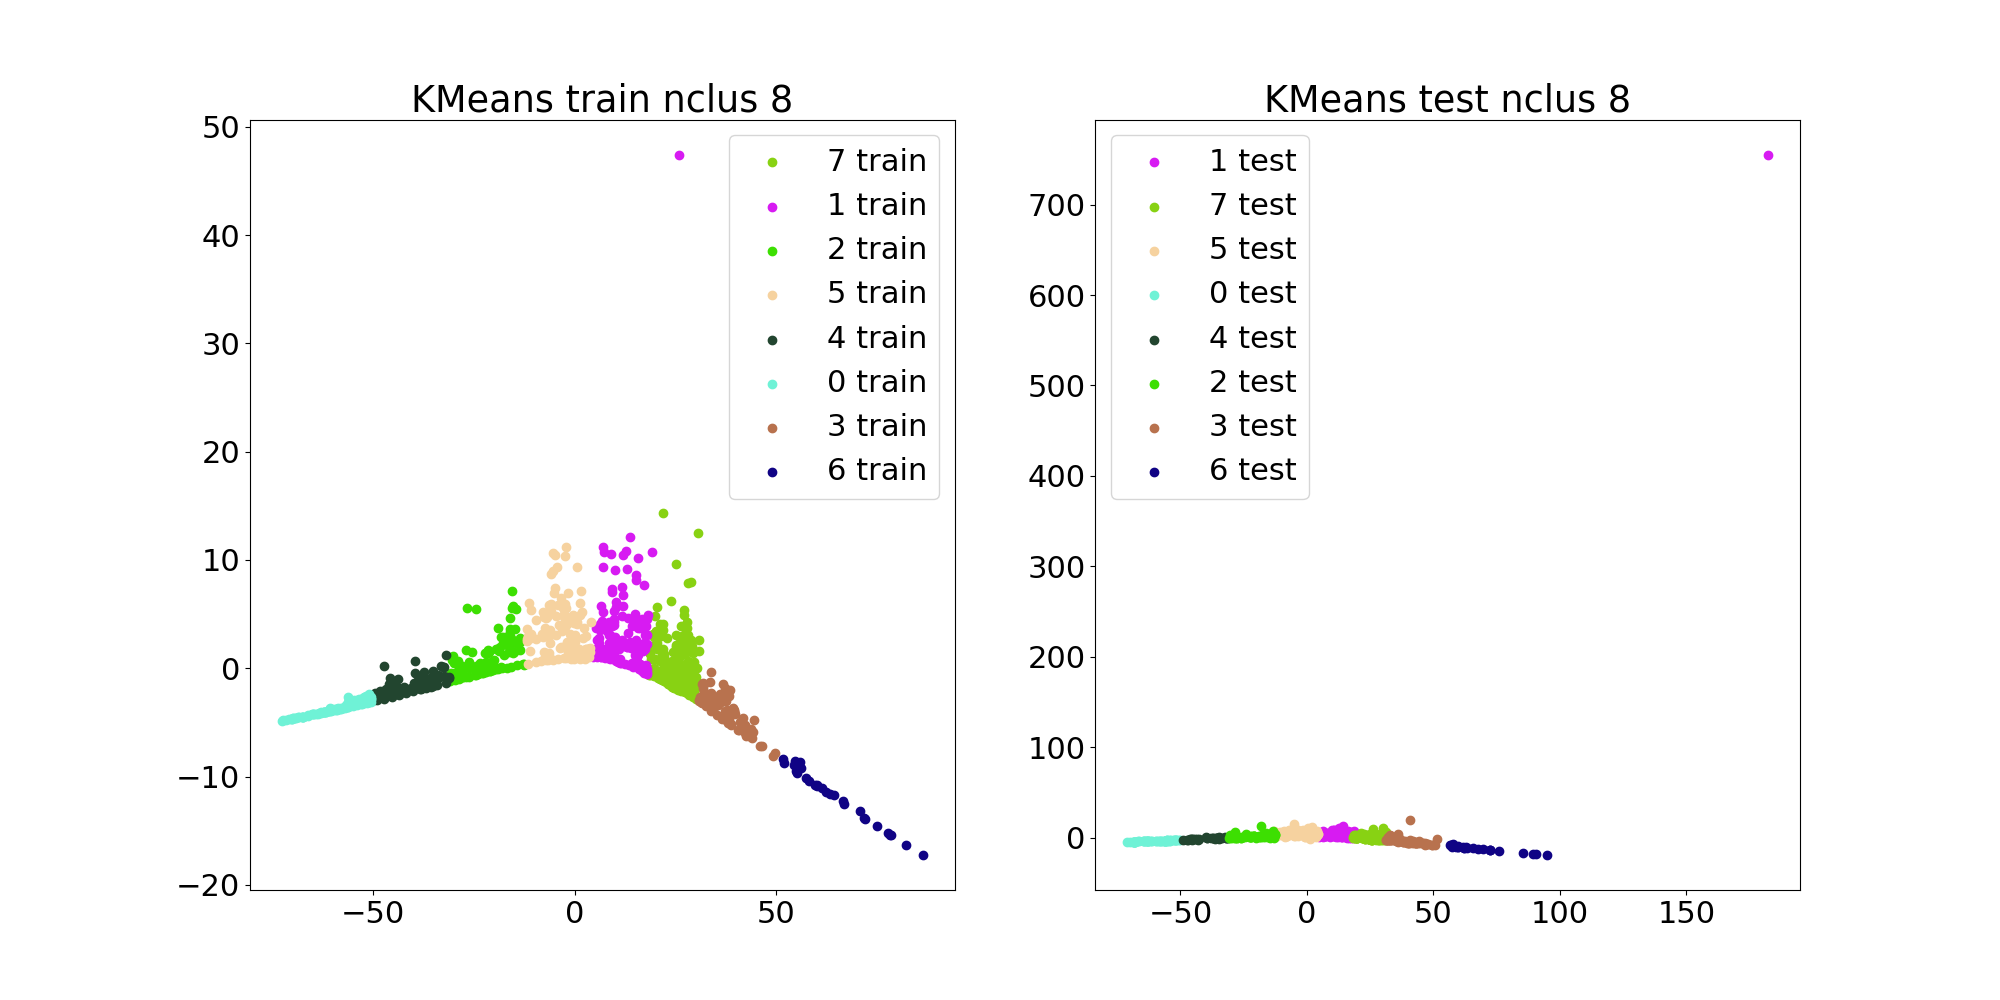 KMeans train nclus 8
50
40
30
20
10
0
−10
−20
−50
0
50
7 train
1 train
2 train
5 train
4 train
0 train
3 train
6 train
KMeans test nclus 8
700
600
500
400
300
200
100
0
−50
0
50
100
150
1 test
7 test
5 test
0 test
4 test
2 test
3 test
6 test